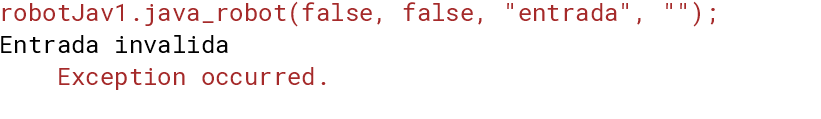 robotJav1.java_robot(false, false, "entrada", "");
Entrada invalida
    Exception occurred.